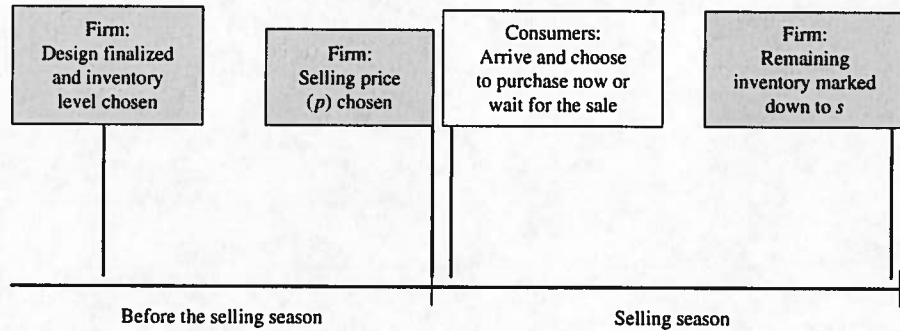 Firm:
Design finalized
and inventory
level chosen
Firm:
Selling price
(p) chosen
Consumers:
Arrive and choose
to purchase now or
wait for the sale
Firm:
Remaining
inventory marked
down to s
Before the selling season
Selling season